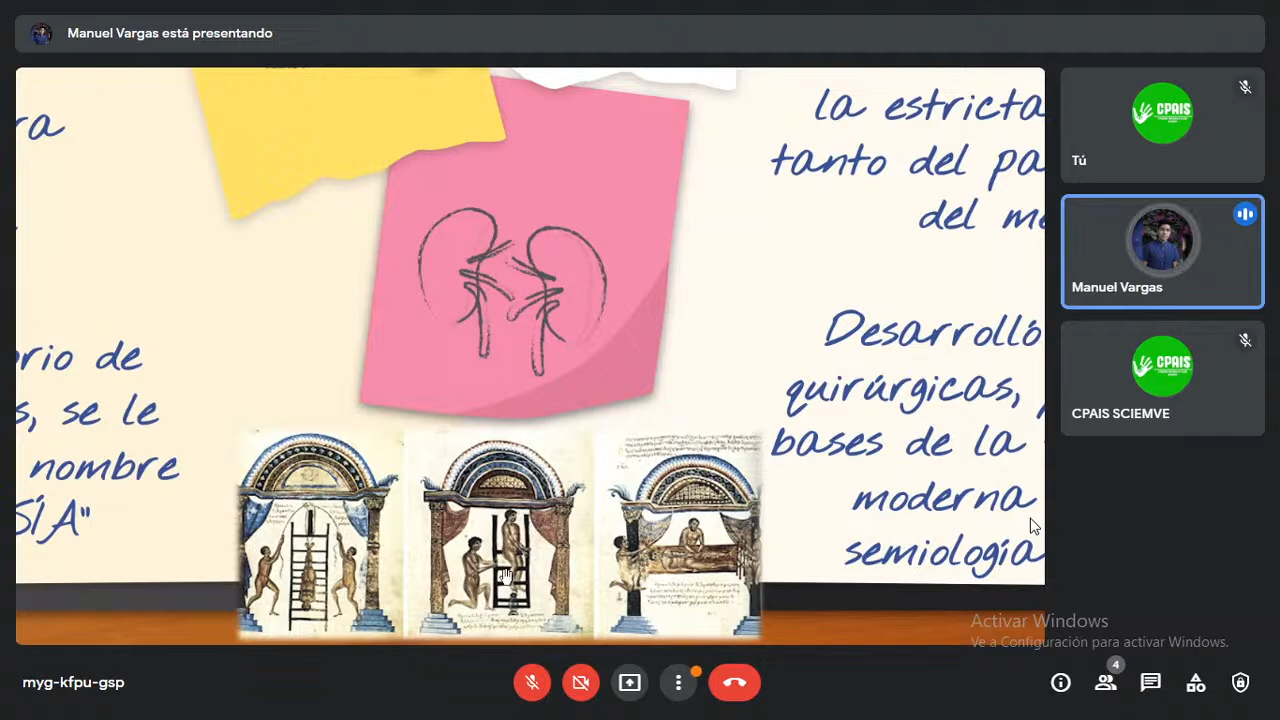 Manuel Vargas está presentando
ra
rio de
s, se le
nombre
SÍA"
la estricta
tanto del pa
del m
Desarrolló
quirúrgicas,
bases de la
moderna
semiología
CPAIS
Tú
Manuel Vargas
CPAIS
CPAIS SCIEMVE
Activar Windows
Ve a Configuración para activar Windows.
myg-kfpu-gsp
4